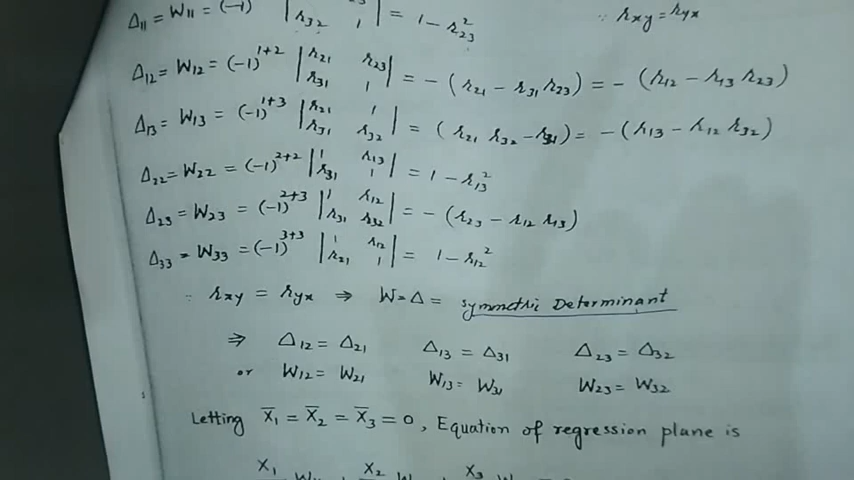 Δ₁₁ = W₁₁ = (-1) | r₃₂ 1 | = 1 - r₂₃² ∵ rxy = ryx
Δ₁₂ = W₁₂ = (-1)¹⁺² | r₂₁ r₂₃ ; r₃₁ 1 | = - (r₂₁ - r₃₁ r₂₃) = - (r₁₂ - r₁₃ r₂₃)
Δ₁₃ = W₁₃ = (-1)¹⁺³ | r₂₁ 1 ; r₃₁ r₃₂ | = (r₂₁ r₃₂ - r₃₁) = - (r₁₃ - r₁₂ r₃₂)
Δ₂₂ = W₂₂ = (-1)²⁺² | 1 r₁₃ ; r₃₁ 1 | = 1 - r₁₃²
Δ₂₃ = W₂₃ = (-1)²⁺³ | 1 r₁₂ ; r₃₁ r₃₂ | = - (r₂₃ - r₁₂ r₁₃)
Δ₃₃ = W₃₃ = (-1)³⁺³ | 1 r₁₂ ; r₂₁ 1 | = 1 - r₁₂²
∵ rxy = ryx ⇒ W = Δ = Symmetric Determinant
⇒ Δ₁₂ = Δ₂₁ Δ₁₃ = Δ₃₁ Δ₂₃ = Δ₃₂
or W₁₂ = W₂₁ W₁₃ = W₃₁ W₂₃ = W₃₂
Letting X̄₁ = X̄₂ = X̄₃ = 0, Equation of regression plane is
X₁ X₂ X₃